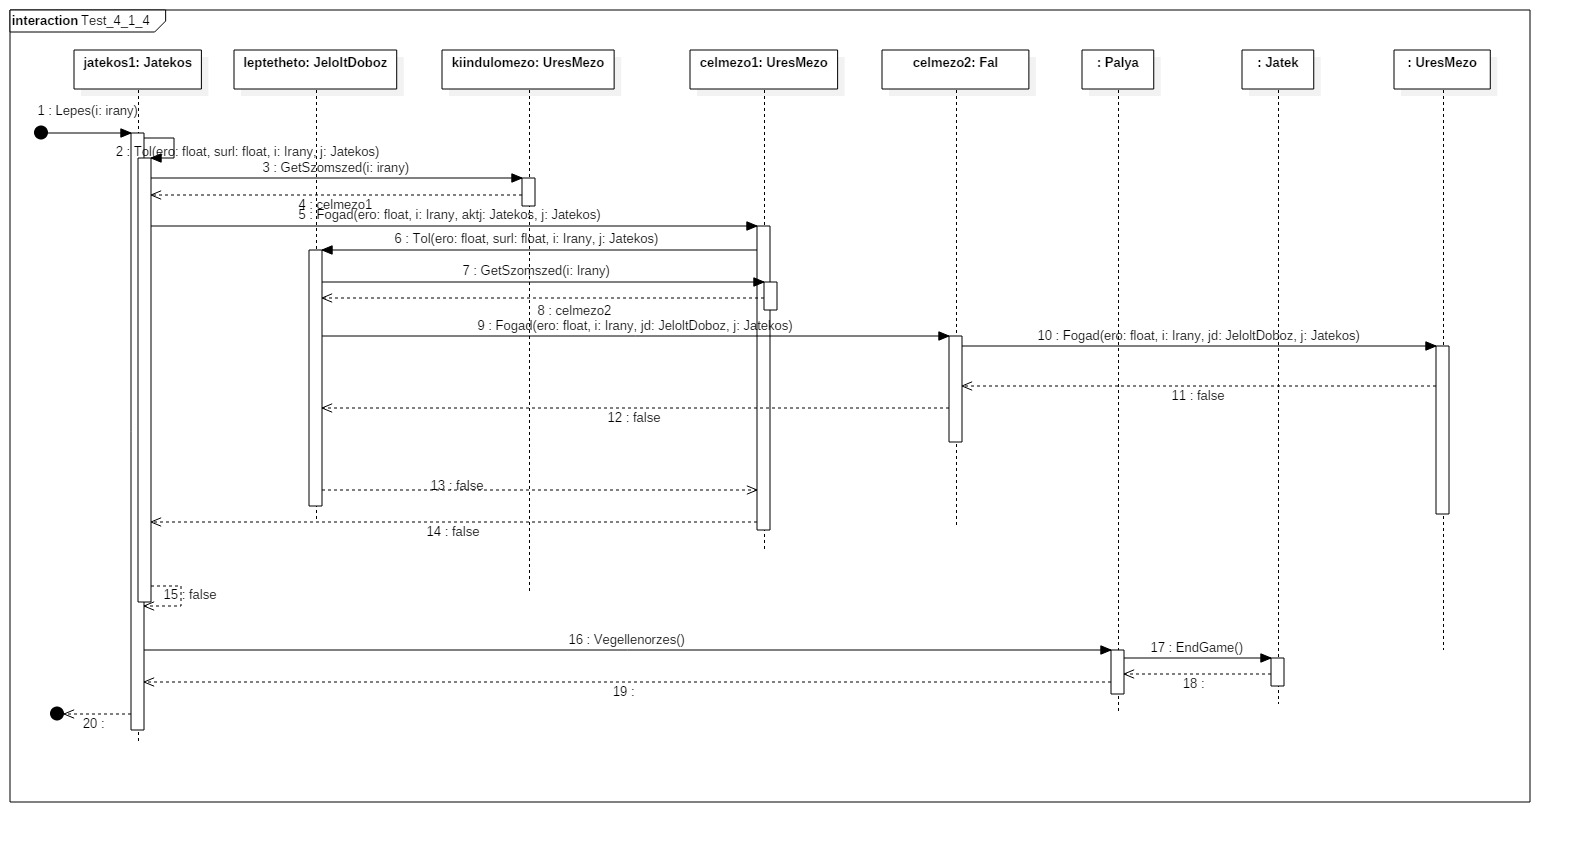 interaction Test_4_1_4
jatekos1: Jatekos
leptetheto: JeloltDoboz
kiindulomezo: UresMezo
celmezo1: UresMezo
celmezo2: Fal
: Palya
: Jatek
: UresMezo
1 : Lepes(i: irany)
2 : Tol(ero: float, surl: float, i: Irany, j: Jatekos)
3 : GetSzomszed(i: irany)
4 : celmezo1
5 : Fogad(ero: float, i: Irany, aktj: Jatekos, j: Jatekos)
6 : Tol(ero: float, surl: float, i: Irany, j: Jatekos)
7 : GetSzomszed(i: Irany)
8 : celmezo2
9 : Fogad(ero: float, i: Irany, jd: JeloltDoboz, j: Jatekos)
10 : Fogad(ero: float, i: Irany, jd: JeloltDoboz, j: Jatekos)
11 : false
12 : false
13 : false
14 : false
15 : false
16 : Vegellenorzes()
17 : EndGame()
18 :
19 :
20 :